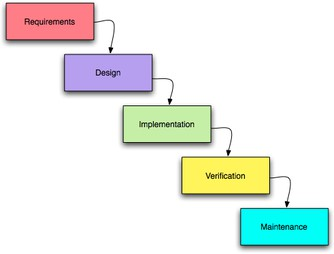 Requirements
Design
Implementation
Verification
Maintenance